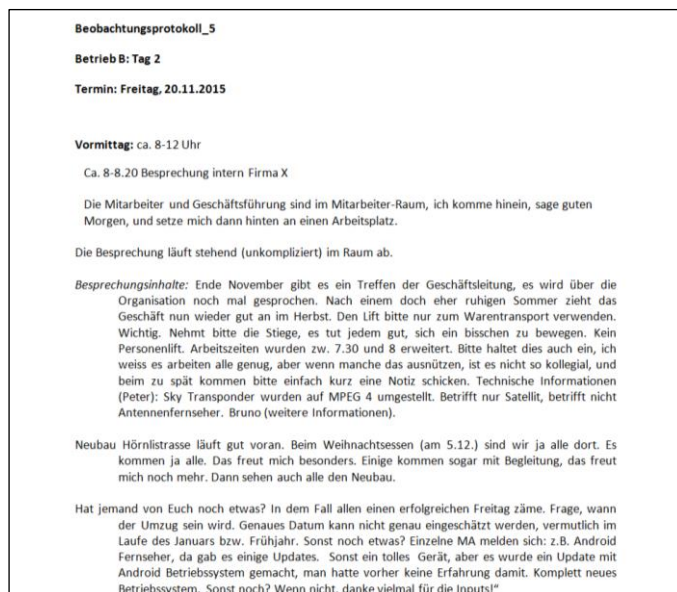 Beobachtungsprotokoll_5
Betrieb B: Tag 2
Termin: Freitag, 20.11.2015
Vormittag: ca. 8-12 Uhr
Ca. 8-8.20 Besprechung intern Firma X
Die Mitarbeiter und Geschäftsführung sind im Mitarbeiter-Raum, ich komme hinein, sage guten
Morgen, und setze mich dann hinten an einen Arbeitsplatz.
Die Besprechung läuft stehend (unkompliziert) im Raum ab.
Besprechungsinhalte: Ende November gibt es ein Treffen der Geschäftsleitung, es wird über die
Organisation noch mal gesprochen. Nach einem doch eher ruhigen Sommer zieht das
Geschäft nun wieder gut an im Herbst. Den Lift bitte nur zum Warentransport verwenden.
Wichtig. Nehmt bitte die Stiege, es tut jedem gut, sich ein bisschen zu bewegen. Kein
Personenlift. Arbeitszeiten wurden zw. 7.30 und 8 erweitert. Bitte haltet dies auch ein, ich
weiss es arbeiten alle genug, aber wenn manche das ausnützen, ist es nicht so kollegial, und
beim zu spät kommen bitte einfach kurz eine Notiz schicken. Technische Informationen
(Peter): Sky Transponder wurden auf MPEG 4 umgestellt. Betrifft nur Satellit, betrifft nicht
Antennenfernseher. Bruno (weitere Informationen).
Neubau Hörnlistrasse läuft gut voran. Beim Weihnachtsessen (am 5.12.) sind wir ja alle dort. Es
kommen ja alle. Das freut mich besonders. Einige kommen sogar mit Begleitung, das freut
mich noch mehr. Dann sehen auch alle den Neubau.
Hat jemand von Euch noch etwas? In dem Fall allen einen erfolgreichen Freitag zäme. Frage, wann
der Umzug sein wird. Genaues Datum kann nicht genau eingeschätzt werden, vermutlich im
Laufe des Januars bzw. Frühjahr. Sonst noch etwas? Einzelne MA melden sich: z.B. Android
Fernseher, da gab es einige Updates. Sonst ein tolles Gerät, aber es wurde ein Update mit
Android Betriebssystem gemacht, man hatte vorher keine Erfahrung damit. Komplett neues
Betriebssystem. Sonst noch? Wenn nicht, danke vielmal für die Inputs!“